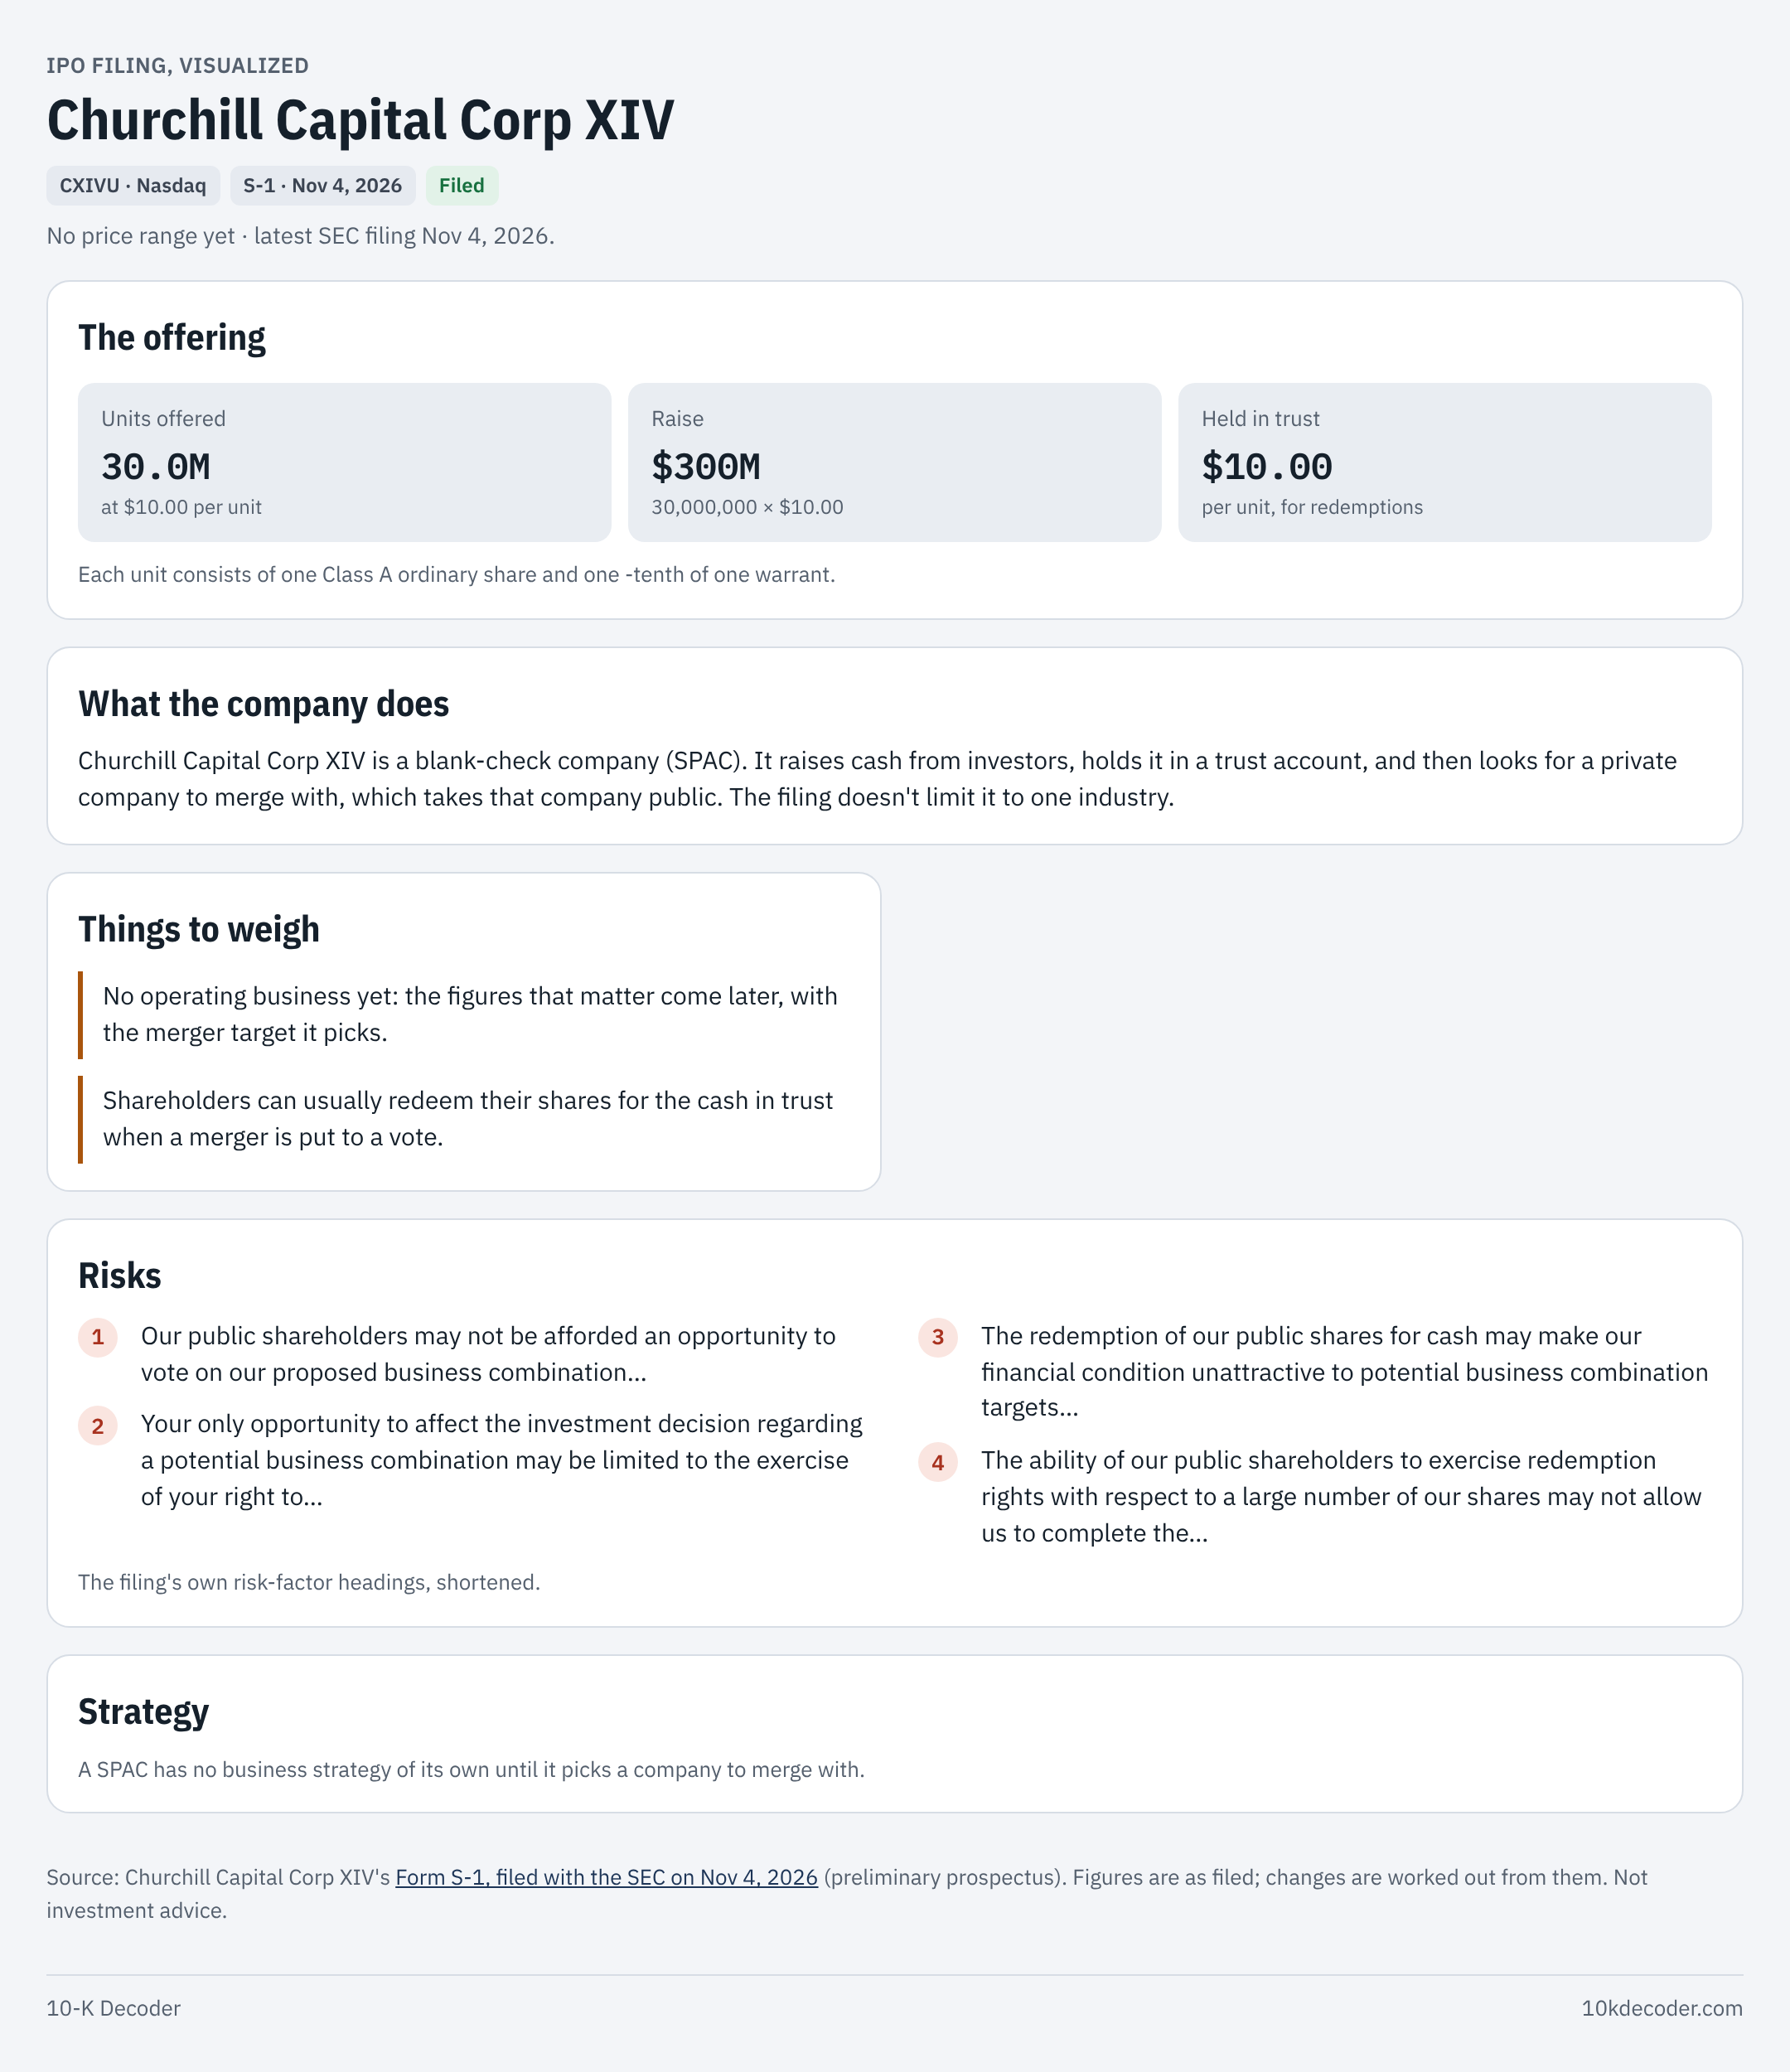 IPO FILING, VISUALIZED
Churchill Capital Corp XIV
CXIVU · Nasdaq
S-1 · Nov 4, 2026
Filed
No price range yet · latest SEC filing Nov 4, 2026.
The offering
Units offered
30.0M
at $10.00 per unit
Raise
$300M
30,000,000 × $10.00
Held in trust
$10.00
per unit, for redemptions
Each unit consists of one Class A ordinary share and one -tenth of one warrant.
What the company does
Churchill Capital Corp XIV is a blank-check company (SPAC). It raises cash from investors, holds it in a trust account, and then looks for a private
company to merge with, which takes that company public. The filing doesn't limit it to one industry.
Things to weigh
No operating business yet: the figures that matter come later, with
the merger target it picks.
Shareholders can usually redeem their shares for the cash in trust
when a merger is put to a vote.
Risks
1
Our public shareholders may not be afforded an opportunity to
vote on our proposed business combination...
2
Your only opportunity to affect the investment decision regarding
a potential business combination may be limited to the exercise
of your right to...
3
The redemption of our public shares for cash may make our
financial condition unattractive to potential business combination
targets...
4
The ability of our public shareholders to exercise redemption
rights with respect to a large number of our shares may not allow
us to complete the...
The filing's own risk-factor headings, shortened.
Strategy
A SPAC has no business strategy of its own until it picks a company to merge with.
Source: Churchill Capital Corp XIV's Form S-1, filed with the SEC on Nov 4, 2026 (preliminary prospectus). Figures are as filed; changes are worked out from them. Not
investment advice.
10-K Decoder
10kdecoder.com